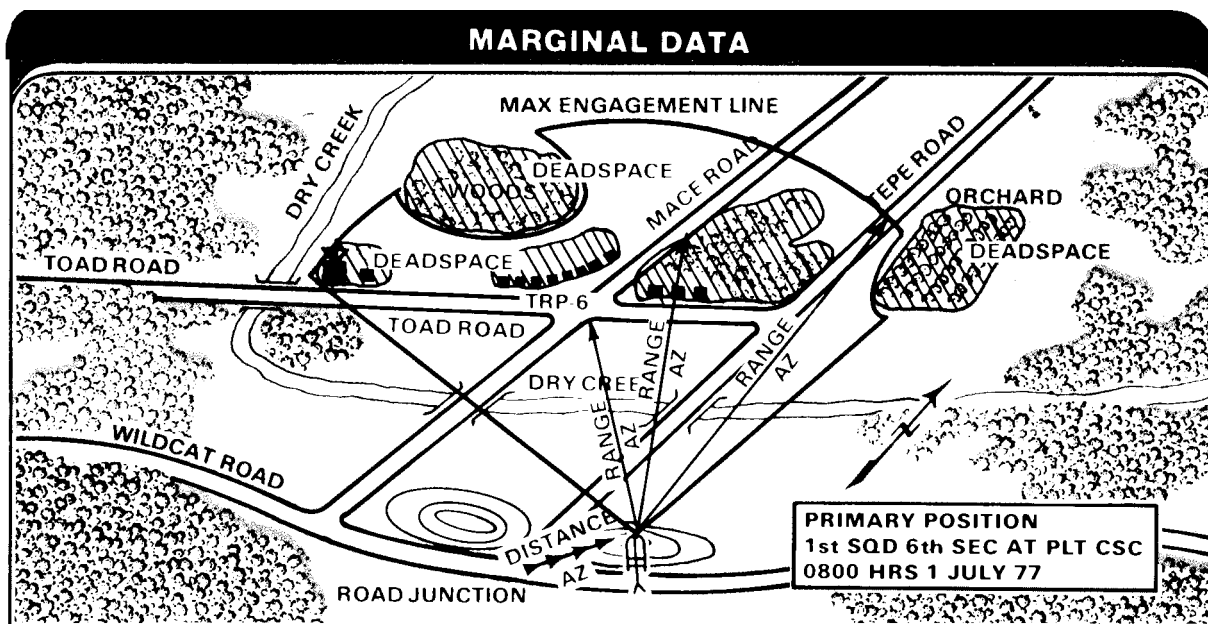 MARGINAL DATA
MAX ENGAGEMENT LINE
DRY CREEK
DEADSPACE
WOODS
MACE ROAD
TEPE ROAD
ORCHARD
DEADSPACE
TOAD ROAD
DEADSPACE
TRP-6
TOAD ROAD
RANGE
AZ
RANGE
AZ
RANGE
AZ
DRY CREE
WILDCAT ROAD
N
DISTANCE
AZ
ROAD JUNCTION
PRIMARY POSITION
1st SQD 6th SEC AT PLT CSC
0800 HRS 1 JULY 77